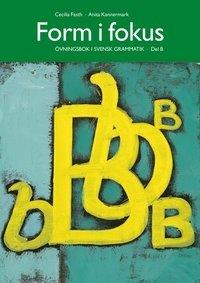 Cecilia Fasth · Anita Kannermark
Form i fokus
ÖVNINGSBOK I SVENSK GRAMMATIK · Del B
B
B
b
b
B